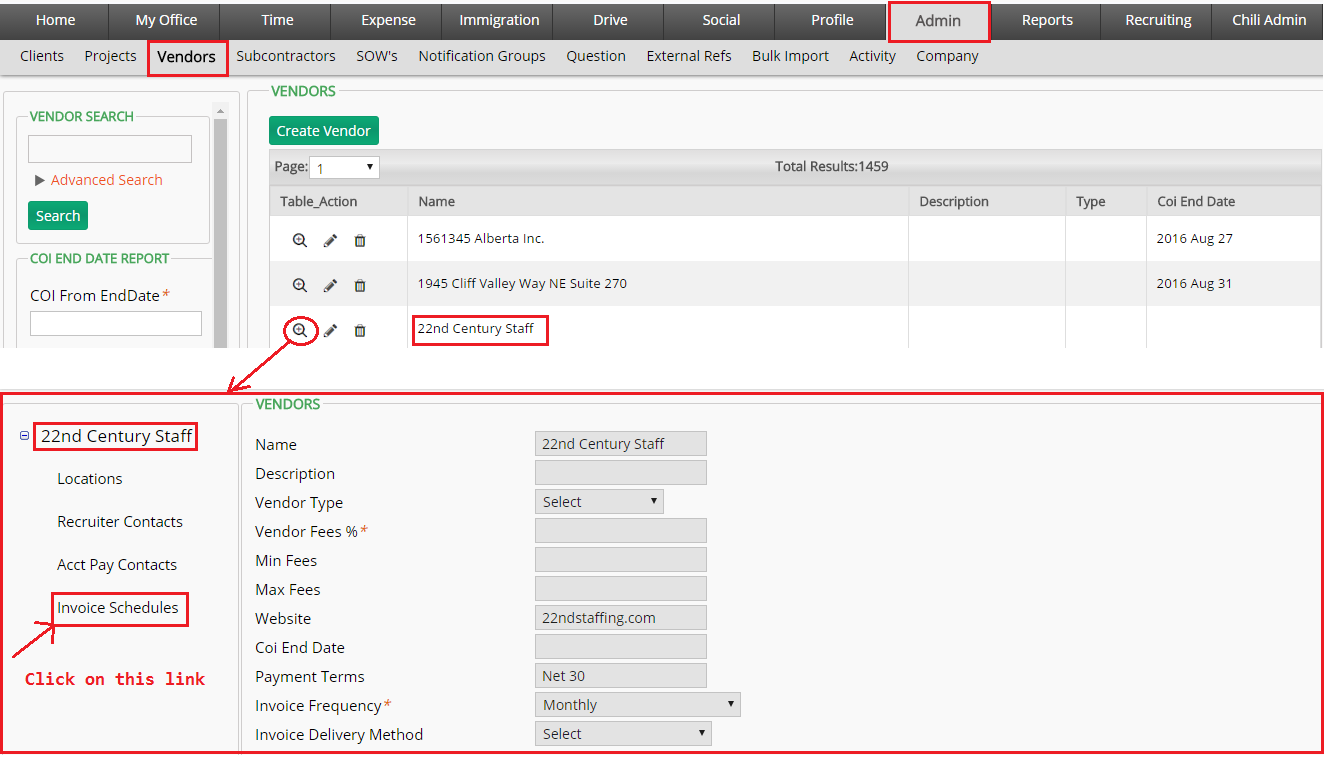 Home My Office Time Expense Immigration Drive Social Profile Admin Reports Recruiting Chili Admin
Clients Projects Vendors Subcontractors SOW's Notification Groups Question External Refs Bulk Import Activity Company
VENDOR SEARCH
Advanced Search
Search
COI END DATE REPORT
COI From EndDate*
VENDORS
Create Vendor
Page: 1 Total Results:1459
Table_Action Name Description Type Coi End Date
1561345 Alberta Inc. 2016 Aug 27
1945 Cliff Valley Way NE Suite 270 2016 Aug 31
22nd Century Staff
22nd Century Staff
Locations
Recruiter Contacts
Acct Pay Contacts
Invoice Schedules
Click on this link
VENDORS
Name 22nd Century Staff
Description
Vendor Type Select
Vendor Fees %*
Min Fees
Max Fees
Website 22ndstaffing.com
Coi End Date
Payment Terms Net 30
Invoice Frequency* Monthly
Invoice Delivery Method Select